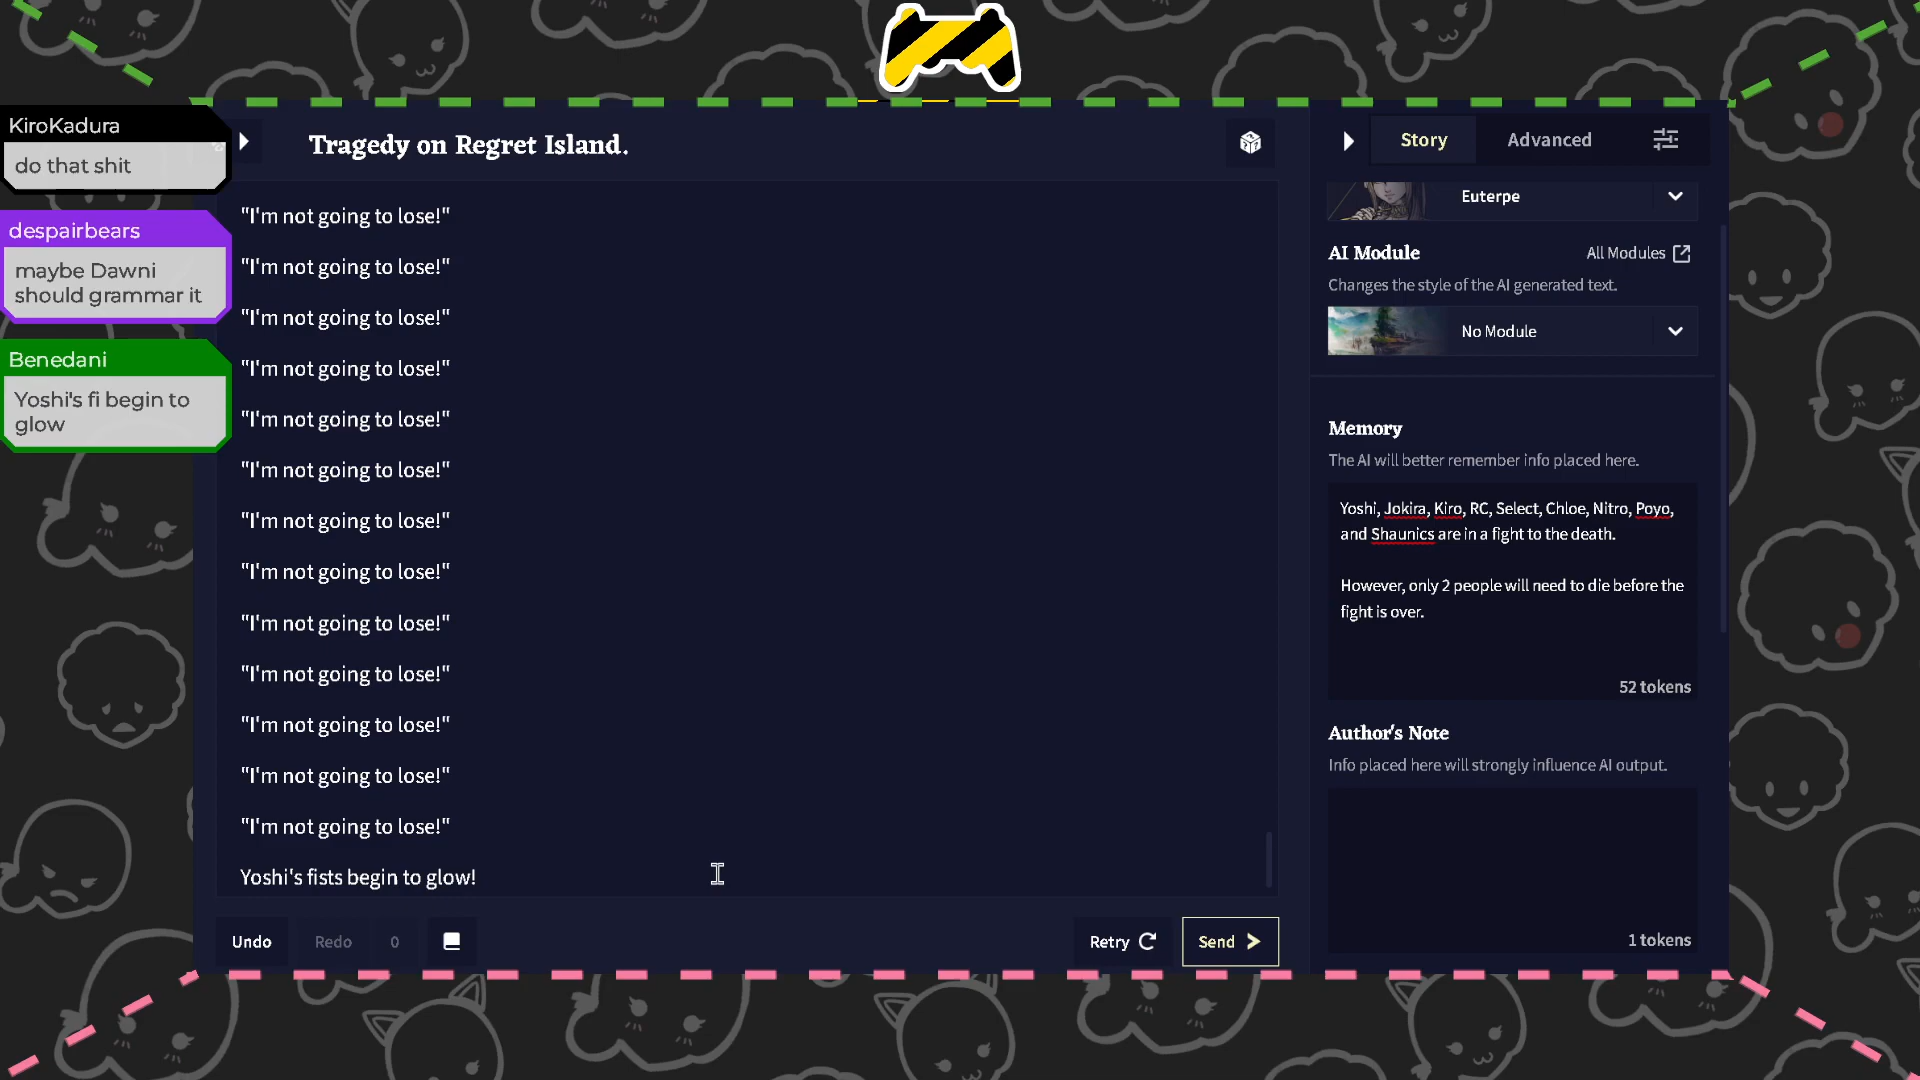 KiroKadura
do that shit
despairbears
maybe Dawni
should grammar it
Benedani
Yoshi's fi begin to
glow
Tragedy on Regret Island.
"I'm not going to lose!"
"I'm not going to lose!"
"I'm not going to lose!"
"I'm not going to lose!"
"I'm not going to lose!"
"I'm not going to lose!"
"I'm not going to lose!"
"I'm not going to lose!"
"I'm not going to lose!"
"I'm not going to lose!"
"I'm not going to lose!"
"I'm not going to lose!"
"I'm not going to lose!"
Yoshi's fists begin to glow!
Undo
Redo
0
Retry
Send
Story
Advanced
Euterpe
AI Module
All Modules
Changes the style of the AI generated text.
No Module
Memory
The AI will better remember info placed here.
Yoshi, Jokira, Kiro, RC, Select, Chloe, Nitro, Poyo,
and Shaunics are in a fight to the death.
However, only 2 people will need to die before the
fight is over.
52 tokens
Author's Note
Info placed here will strongly influence AI output.
1 tokens